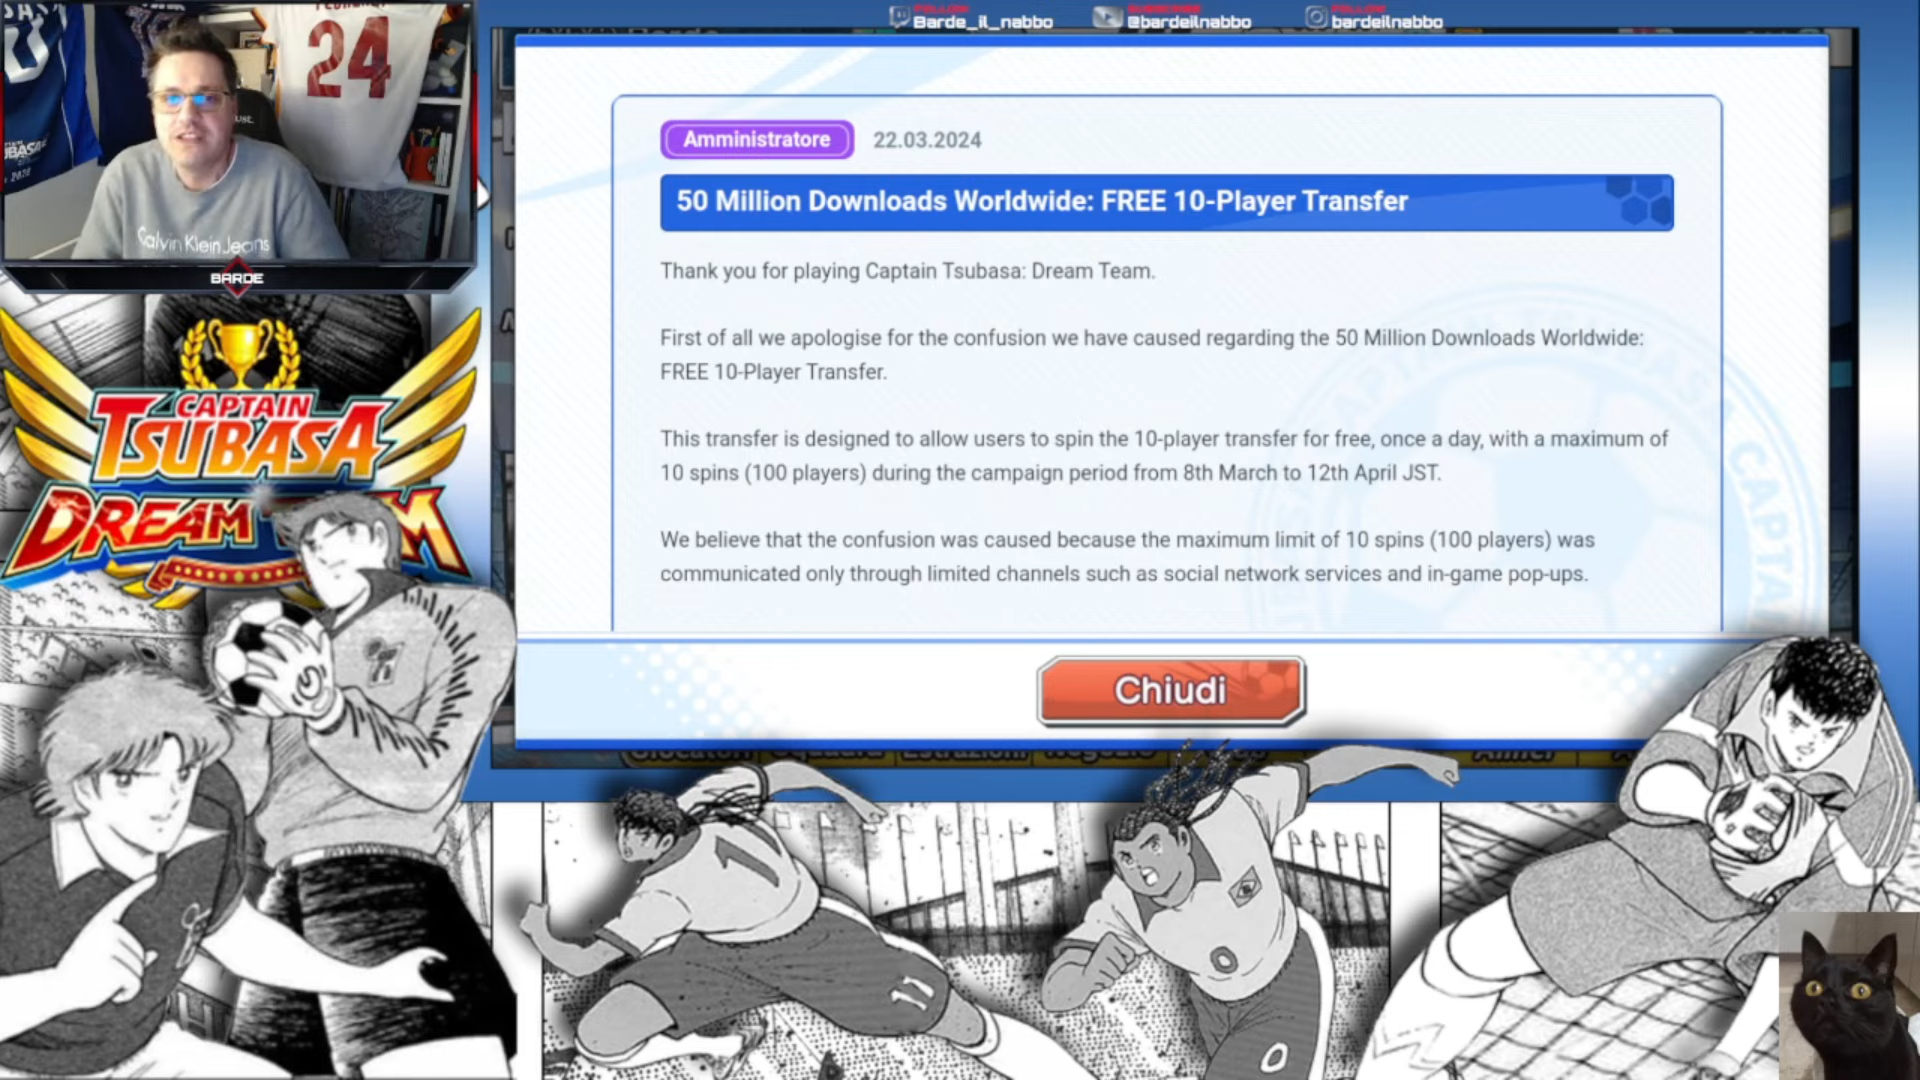 FOLLOW
Barde_il_nabbo
SUBSCRIBE
@bardeilnabbo
FOLLOW
bardeilnabbo
24
Calvin Klein Jeans
BARDE
CAPTAIN
TSUBASA
DREAM
Amministratore
22.03.2024
50 Million Downloads Worldwide: FREE 10-Player Transfer
Thank you for playing Captain Tsubasa: Dream Team.
First of all we apologise for the confusion we have caused regarding the 50 Million Downloads Worldwide:
FREE 10-Player Transfer.
This transfer is designed to allow users to spin the 10-player transfer for free, once a day, with a maximum of
10 spins (100 players) during the campaign period from 8th March to 12th April JST.
We believe that the confusion was caused because the maximum limit of 10 spins (100 players) was
communicated only through limited channels such as social network services and in-game pop-ups.
Chiudi
11